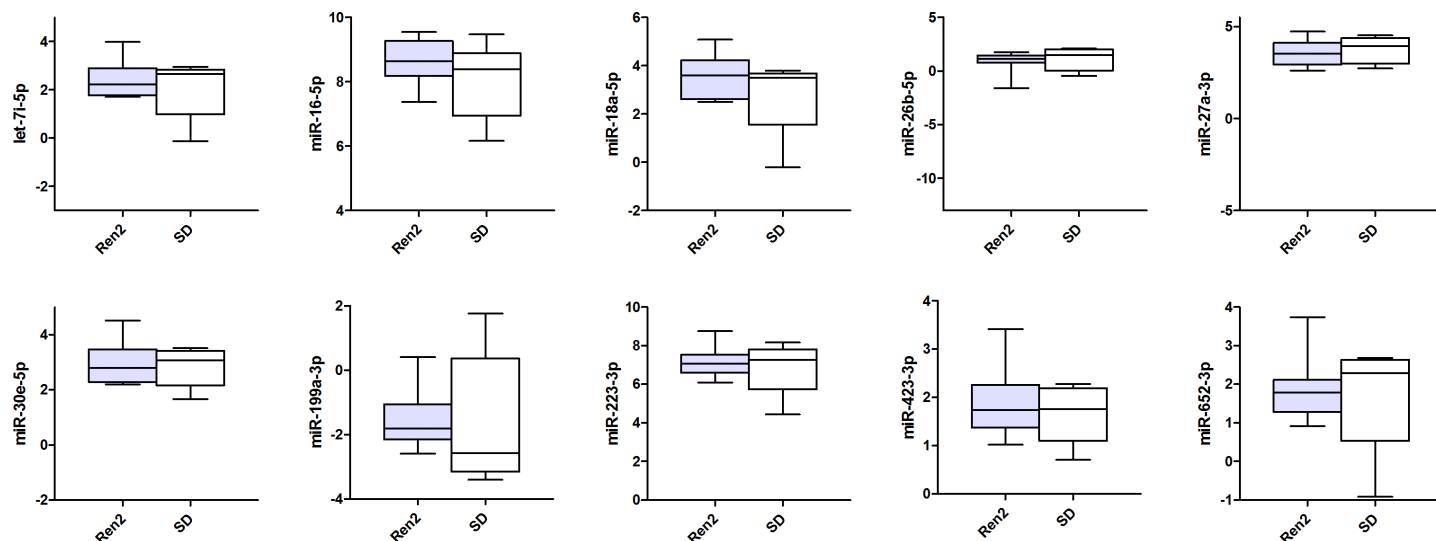 let-7i-5p
4
2
0
-2
Ren2
SD
miR-16-5p
10
8
6
4
Ren2
SD
miR-18a-5p
6
4
2
0
-2
Ren2
SD
miR-26b-5p
5
0
-5
-10
Ren2
SD
miR-27a-3p
5
0
-5
Ren2
SD
miR-30e-5p
4
2
0
-2
Ren2
SD
miR-199a-3p
2
0
-2
-4
Ren2
SD
miR-223-3p
10
8
6
4
2
0
Ren2
SD
miR-423-3p
4
3
2
1
0
Ren2
SD
miR-652-3p
4
3
2
1
0
-1
Ren2
SD